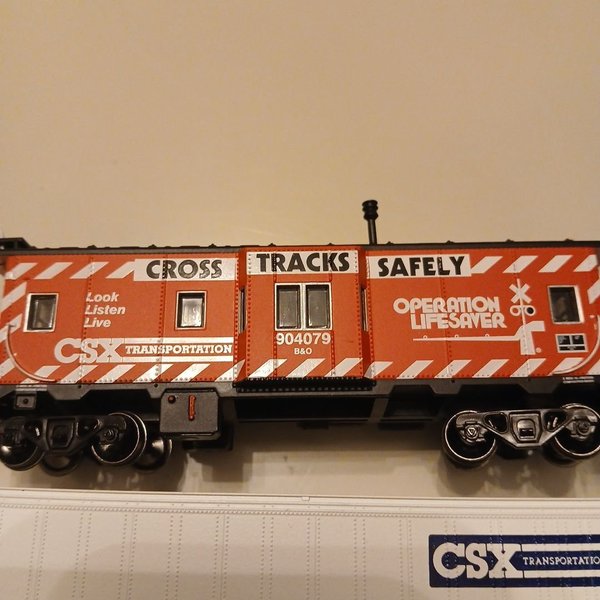 CROSS TRACKS SAFELY
Look
Listen
Live
CSX TRANSPORTATION
904079
B&O
OPERATION
LIFESAVER
CSX TRANSPORTATIO